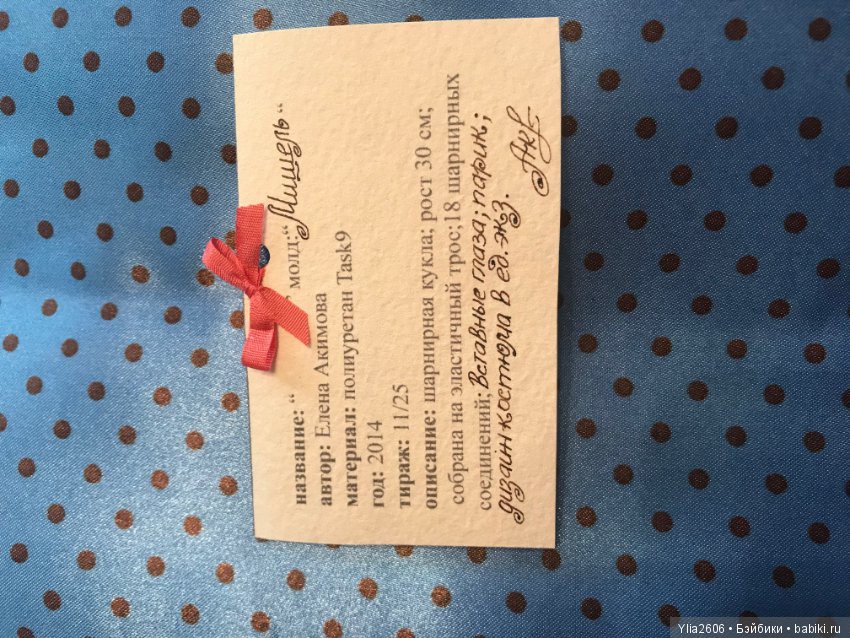 название: “ ” молд:“Мишель“
автор: Елена Акимова
материал: полиуретан Task9
год: 2014
тираж: 11/25
описание: шарнирная кукла; рост 30 см;
собрана на эластичный трос;18 шарнирных
соединений; Вставные глаза; парик;
дизайн костюма в ед. экз.
Ylia2606 • Бэйбики • babiki.ru